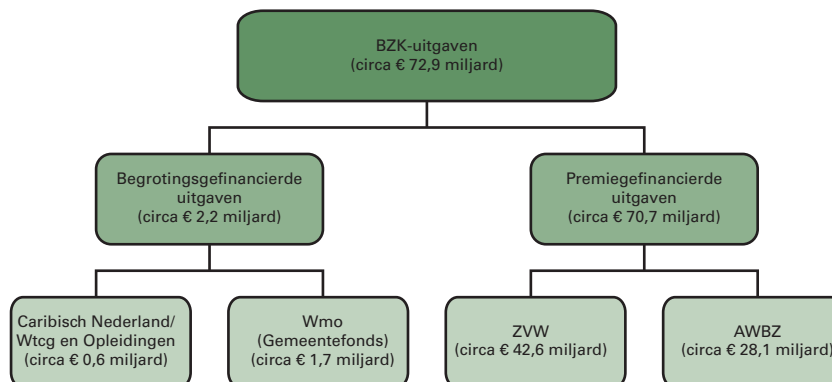 BZK-uitgaven
(circa € 72,9 miljard)
Begrotingsgefinancierde
uitgaven
(circa € 2,2 miljard)
Premiegefinancierde
uitgaven
(circa € 70,7 miljard)
Caribisch Nederland/
Wtcg en Opleidingen
(circa € 0,6 miljard)
Wmo
(Gemeentefonds)
(circa € 1,7 miljard)
ZVW
(circa € 42,6 miljard)
AWBZ
(circa € 28,1 miljard)